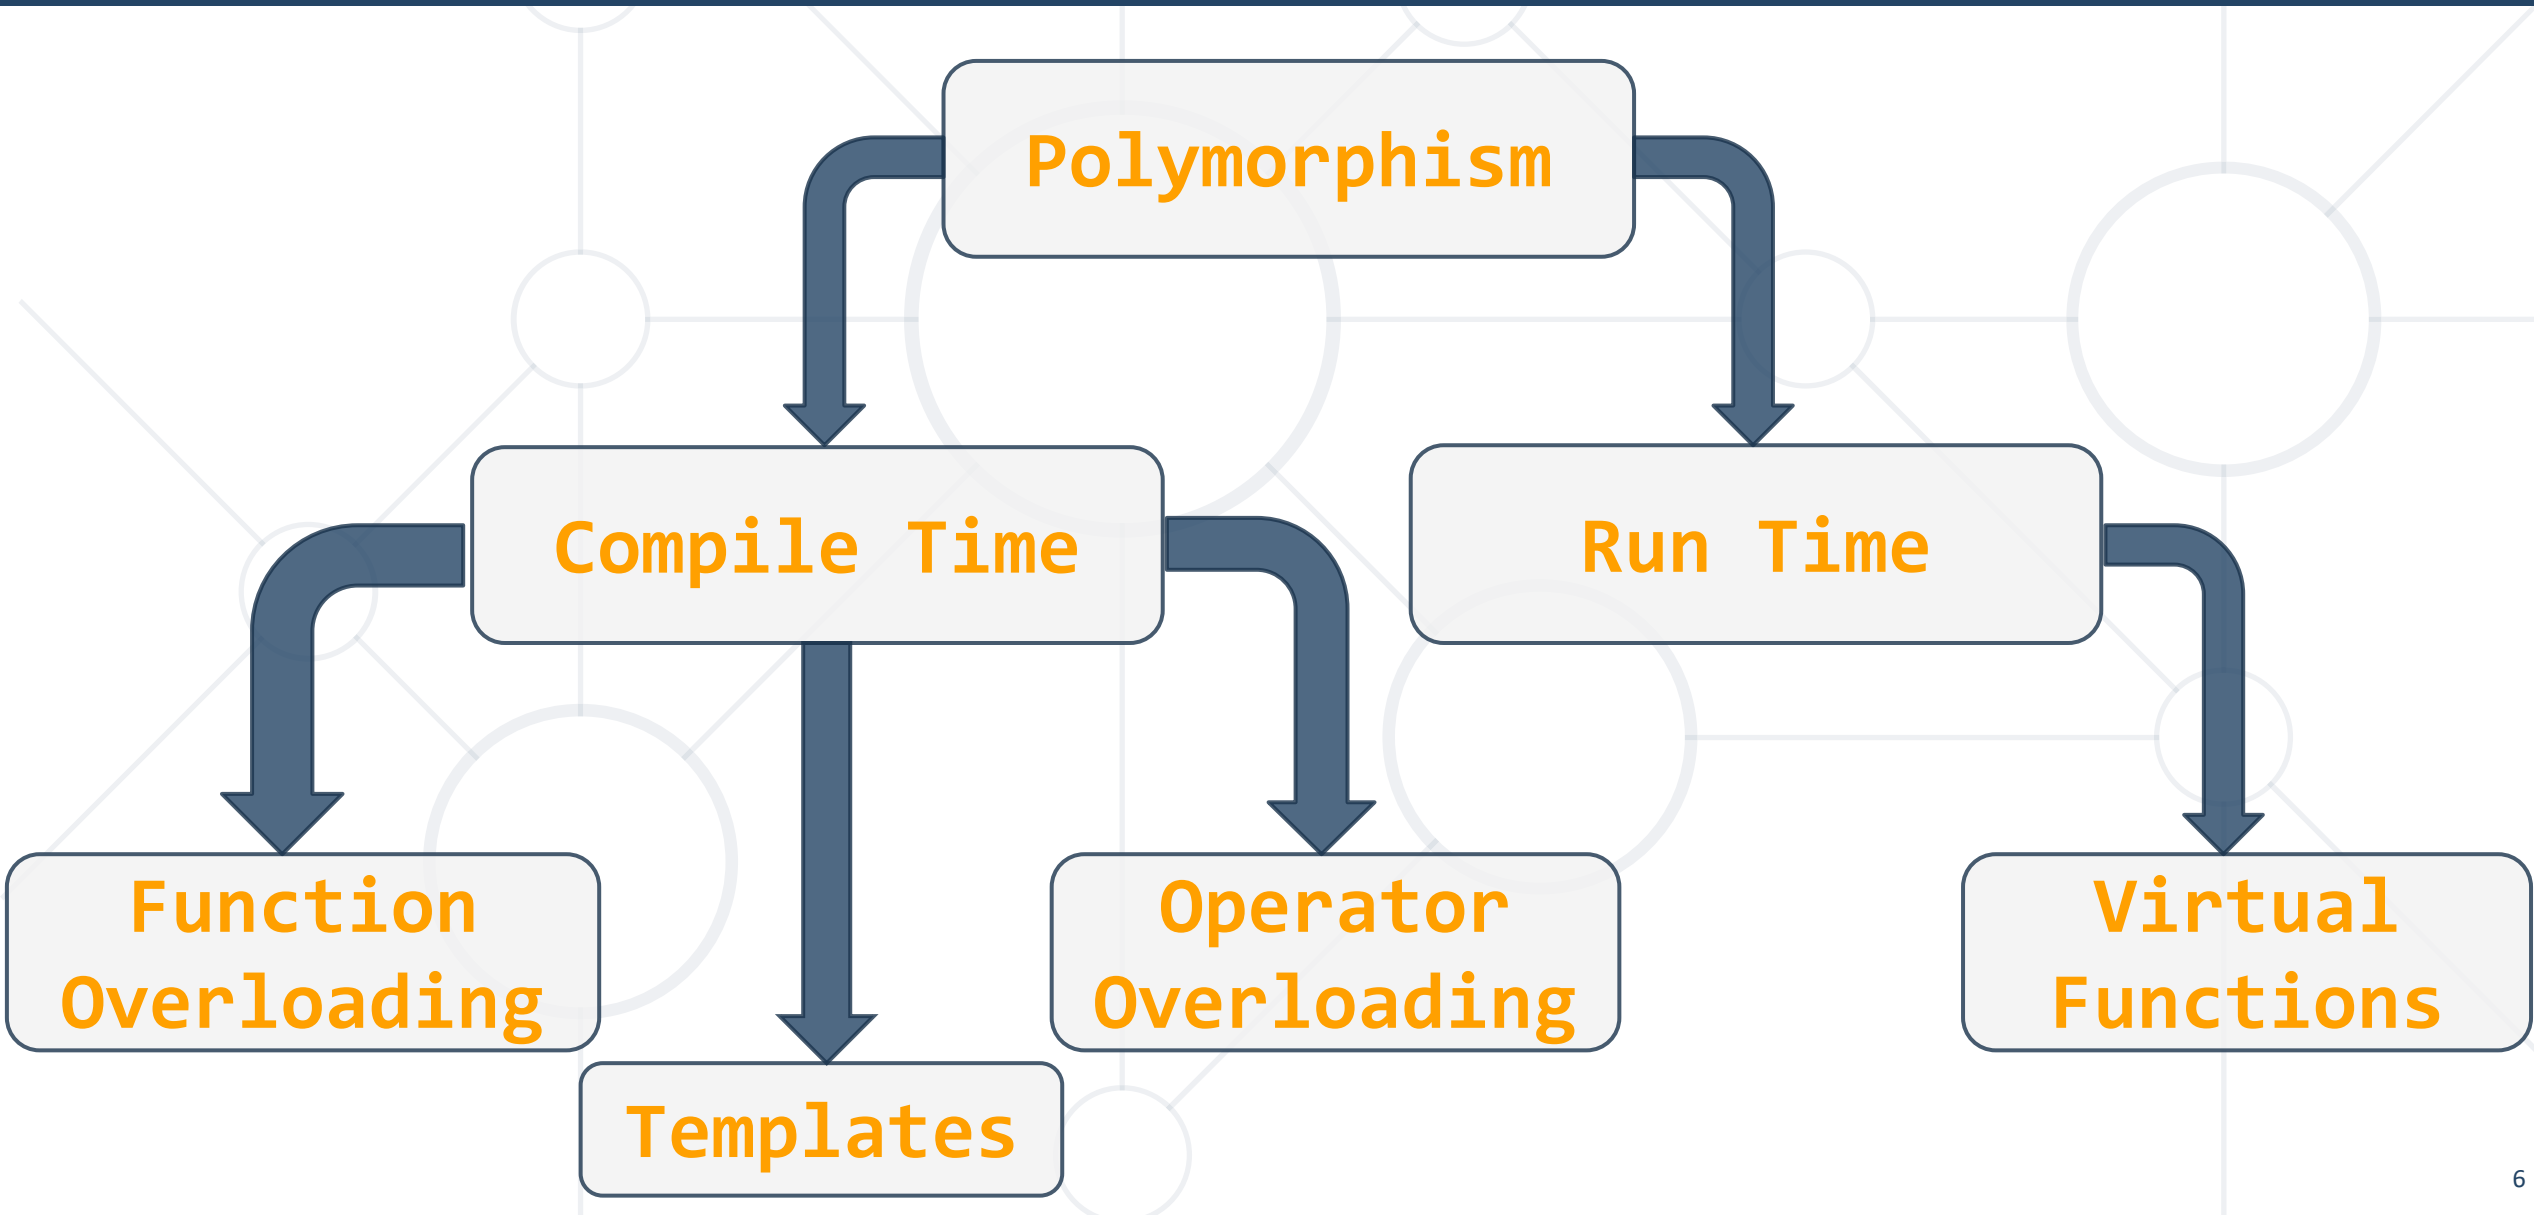 Polymorphism
Compile Time
Run Time
Function
Overloading
Operator
Overloading
Virtual
Functions
Templates
6